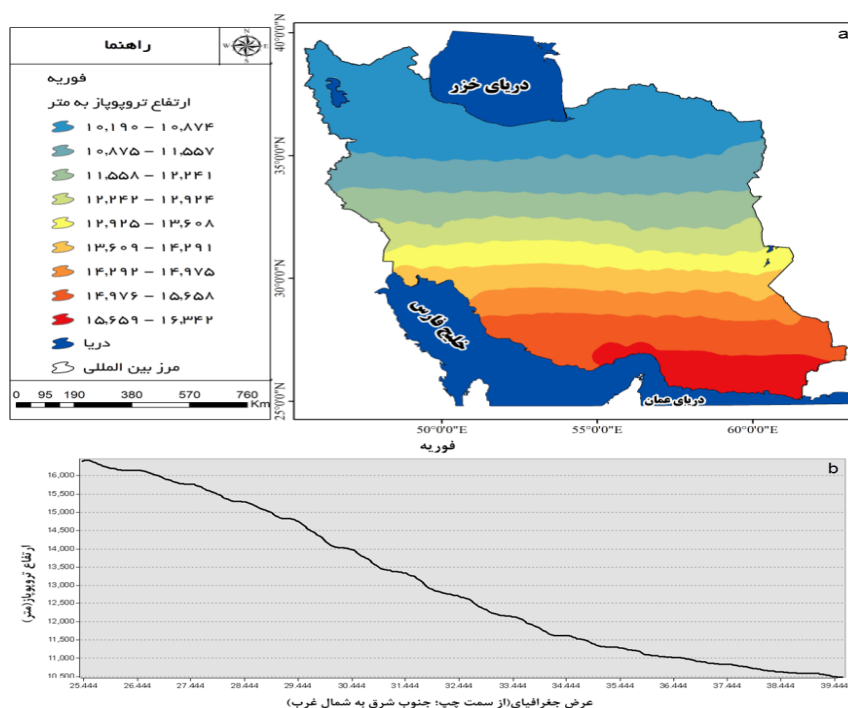 راهنما
N
W
E
S
فوریه
ارتفاع تروپوپاز به متر
۱۰,۱۹۰ – ۱۰,۸۷۴
۱۰,۸۷۵ – ۱۱,۵۵۷
۱۱,۵۵۸ – ۱۲,۲۴۱
۱۲,۲۴۲ – ۱۲,۹۲۴
۱۲,۹۲۵ – ۱۳,۶۰۸
۱۳,۶۰۹ – ۱۴,۲۹۱
۱۴,۲۹۲ – ۱۴,۹۷۵
۱۴,۹۷۶ – ۱۵,۶۵۸
۱۵,۶۵۹ – ۱۶,۳۴۲
دریا
مرز بین المللی
0 95 190 380 570 760
Km
a
40°0'0"N
35°0'0"N
30°0'0"N
25°0'0"N
دریای خزر
خلیج فارس
دریای عمان
50°0'0"E 55°0'0"E 60°0'0"E
فوریه
b
ارتفاع تروپوپاز(متر)
16,000
15,500
15,000
14,500
14,000
13,500
13,000
12,500
12,000
11,500
11,000
10,500
25.444 26.444 27.444 28.444 29.444 30.444 31.444 32.444 33.444 34.444 35.444 36.444 37.444 38.444 39.444
عرض جغرافیای(از سمت چپ؛ جنوب شرق به شمال غرب)